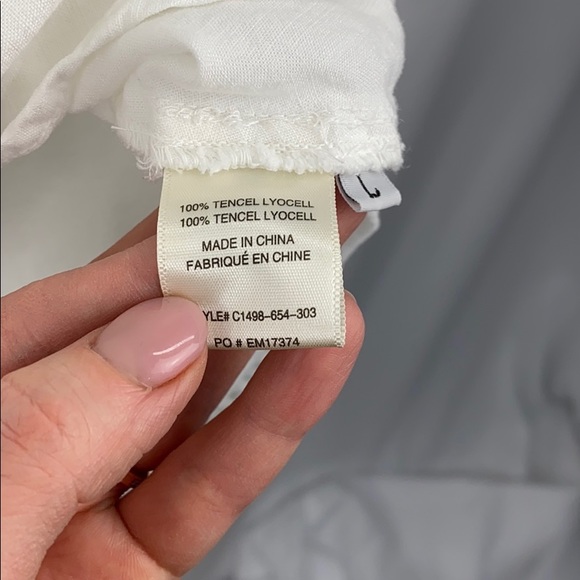 100% TENCEL LYOCELL
100% TENCEL LYOCELL
MADE IN CHINA
FABRIQUÉ EN CHINE
YLE# C1498-654-303
PO # EM17374
L